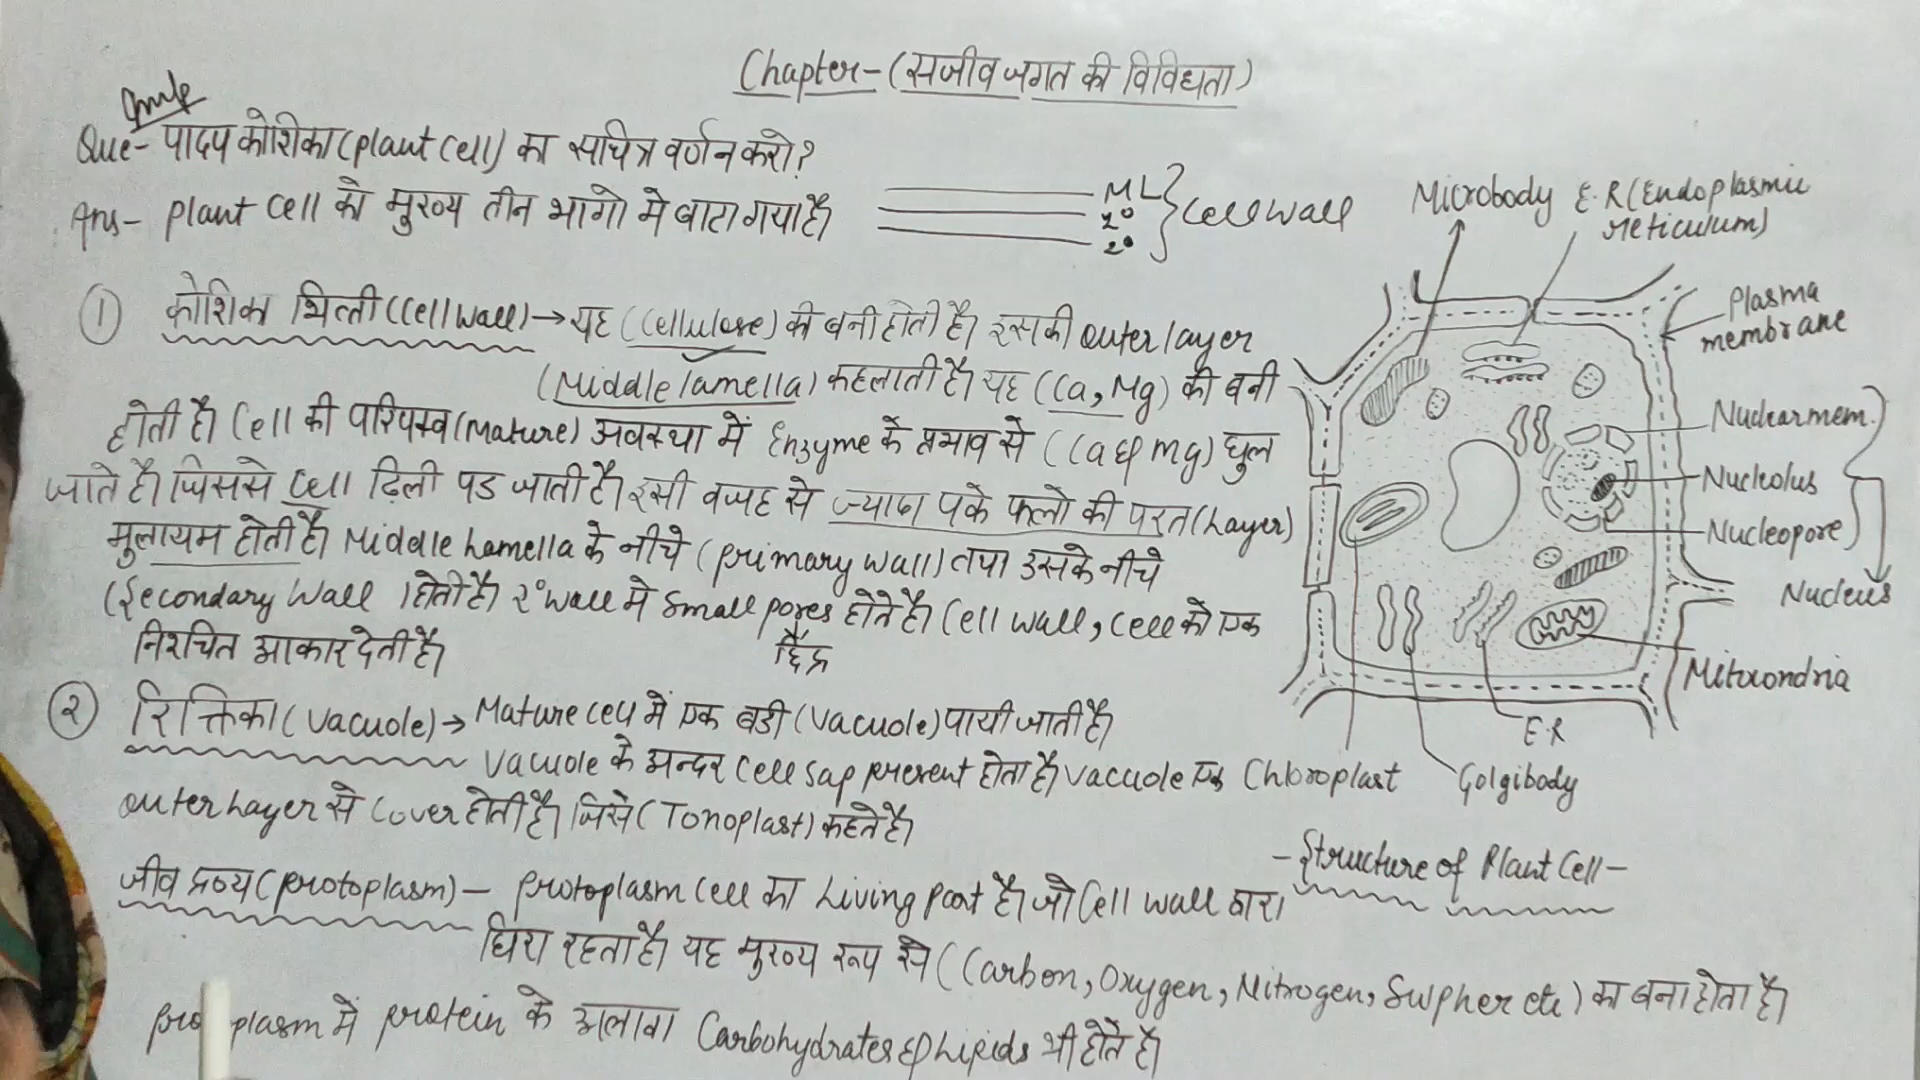 Chapter-(सजीव जगत की विविधता)
Imp
Que- पादप कोशिका (plant cell) का सचित्र वर्णन करो?
Ans- plant cell को मुख्य तीन भागो मे बाटा गया है
ML
1°
2°
Cell wall
① कोशिका भित्ती (Cell wall) → यह (Cellulose) की बनी होती है। इसकी outer layer
(Middle lamella) कहलाती है। यह (Ca, Mg) की बनी
होती है। Cell की परिपक्व (Mature) अवस्था में Enzyme के प्रभाव से (Ca & Mg) घुल
जाते है। जिससे Cell ढिली पड जाती है। इसी वजह से ज्यादा पके फलो की परत (Layer)
मुलायम होती है। Middle Lamella के नीचे (primary wall) तथा उसके नीचे
(Secondary Wall) होती है। 2° wall मे small pores होते है। Cell wall, cell को एक
निश्चित आकार देती है।
छिद्र
② रित्तिका (Vacuole) → Mature cell में एक बडी (Vacuole) पायी जाती है।
Vacuole के अन्दर cell sap present होता है। Vacuole एक
outer Layer से Cover होती है। जिसे (Tonoplast) कहते है।
जीव द्रव्य (protoplasm) - protoplasm cell का Living part है। जो Cell wall द्वारा
घिरा रहता है। यह मुख्य रूप से (Carbon, Oxygen, Nitrogen, Sulpher etc) का बना होता है।
protoplasm में protein के अलावा Carbohydrates & Lipids भी होते है।
Microbody
E.R (Endoplasmic
reticulum)
Plasma
membrane
Nuclearmem.
Nucleolus
Nucleopore
Nucleus
Mitocondria
E.R
Golgibody
Chloroplast
- Structure of Plant Cell -